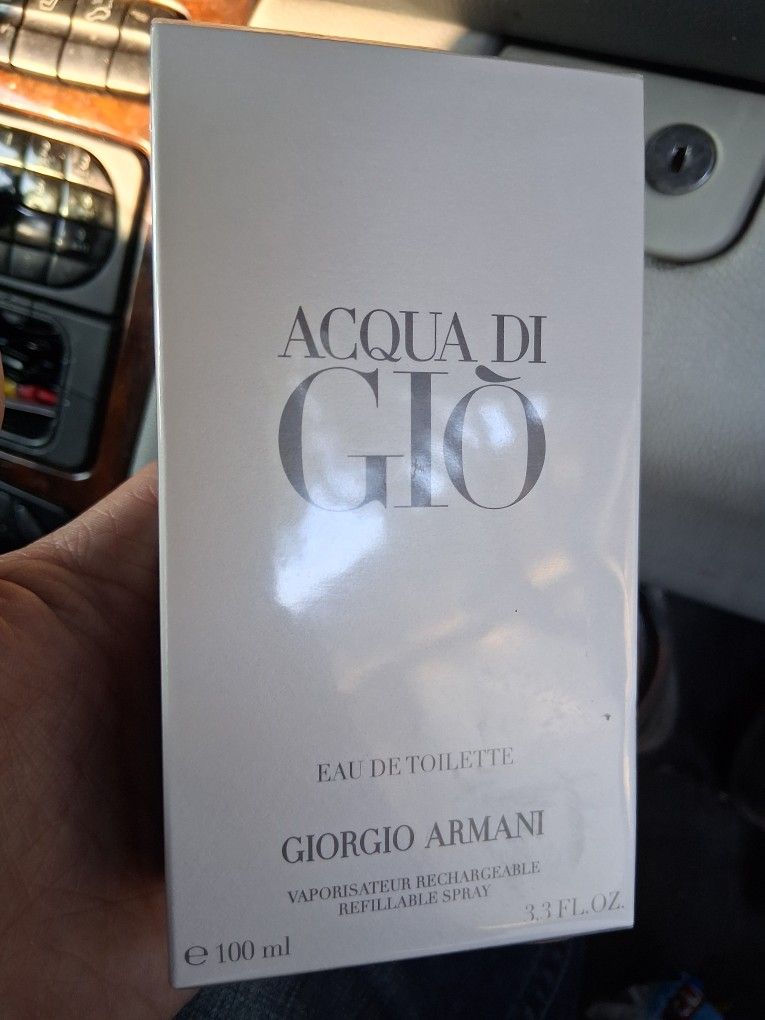 ACQUA DI
GIÒ
EAU DE TOILETTE
GIORGIO ARMANI
VAPORISATEUR RECHARGEABLE
REFILLABLE SPRAY
3,3 FL.OZ.
℮ 100 ml